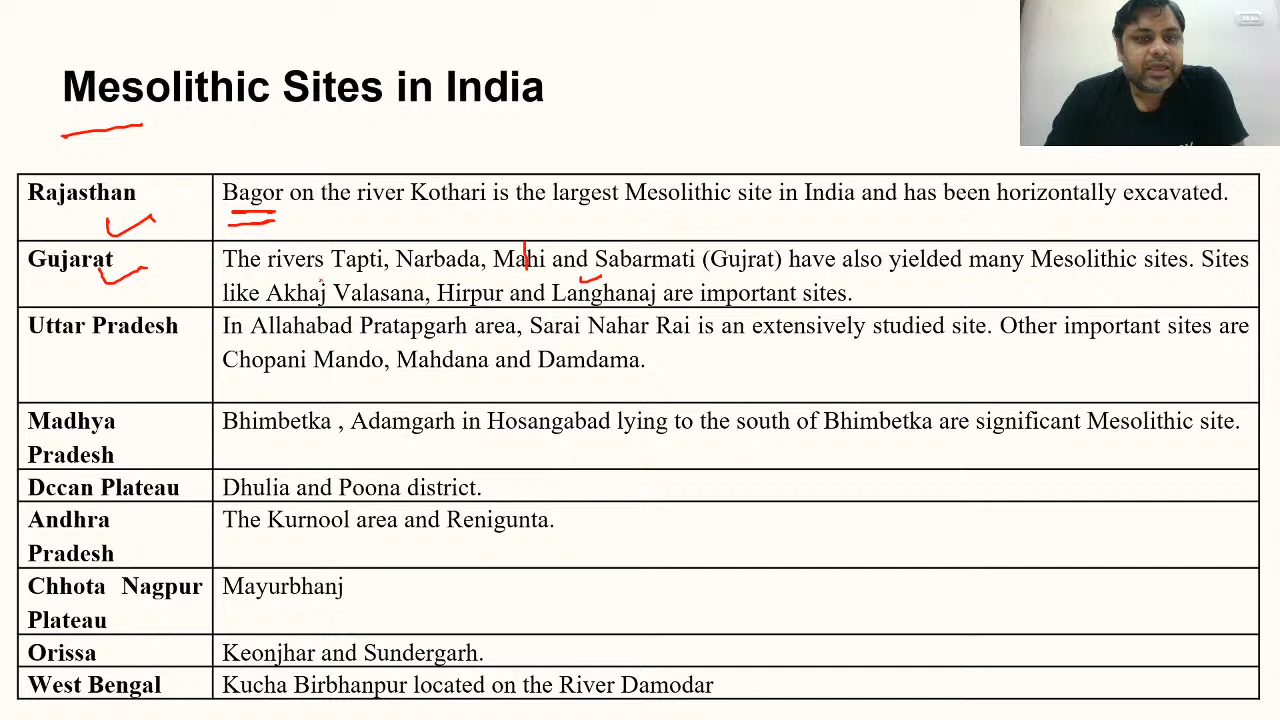 Mesolithic Sites in India
Rajasthan
Bagor on the river Kothari is the largest Mesolithic site in India and has been horizontally excavated.
Gujarat
The rivers Tapti, Narbada, Mahi and Sabarmati (Gujrat) have also yielded many Mesolithic sites. Sites
like Akhaj Valasana, Hirpur and Langhanaj are important sites.
Uttar Pradesh
In Allahabad Pratapgarh area, Sarai Nahar Rai is an extensively studied site. Other important sites are
Chopani Mando, Mahdana and Damdama.
Madhya
Pradesh
Bhimbetka , Adamgarh in Hosangabad lying to the south of Bhimbetka are significant Mesolithic site.
Dccan Plateau
Dhulia and Poona district.
Andhra
Pradesh
The Kurnool area and Renigunta.
Chhota Nagpur
Plateau
Mayurbhanj
Orissa
Keonjhar and Sundergarh.
West Bengal
Kucha Birbhanpur located on the River Damodar